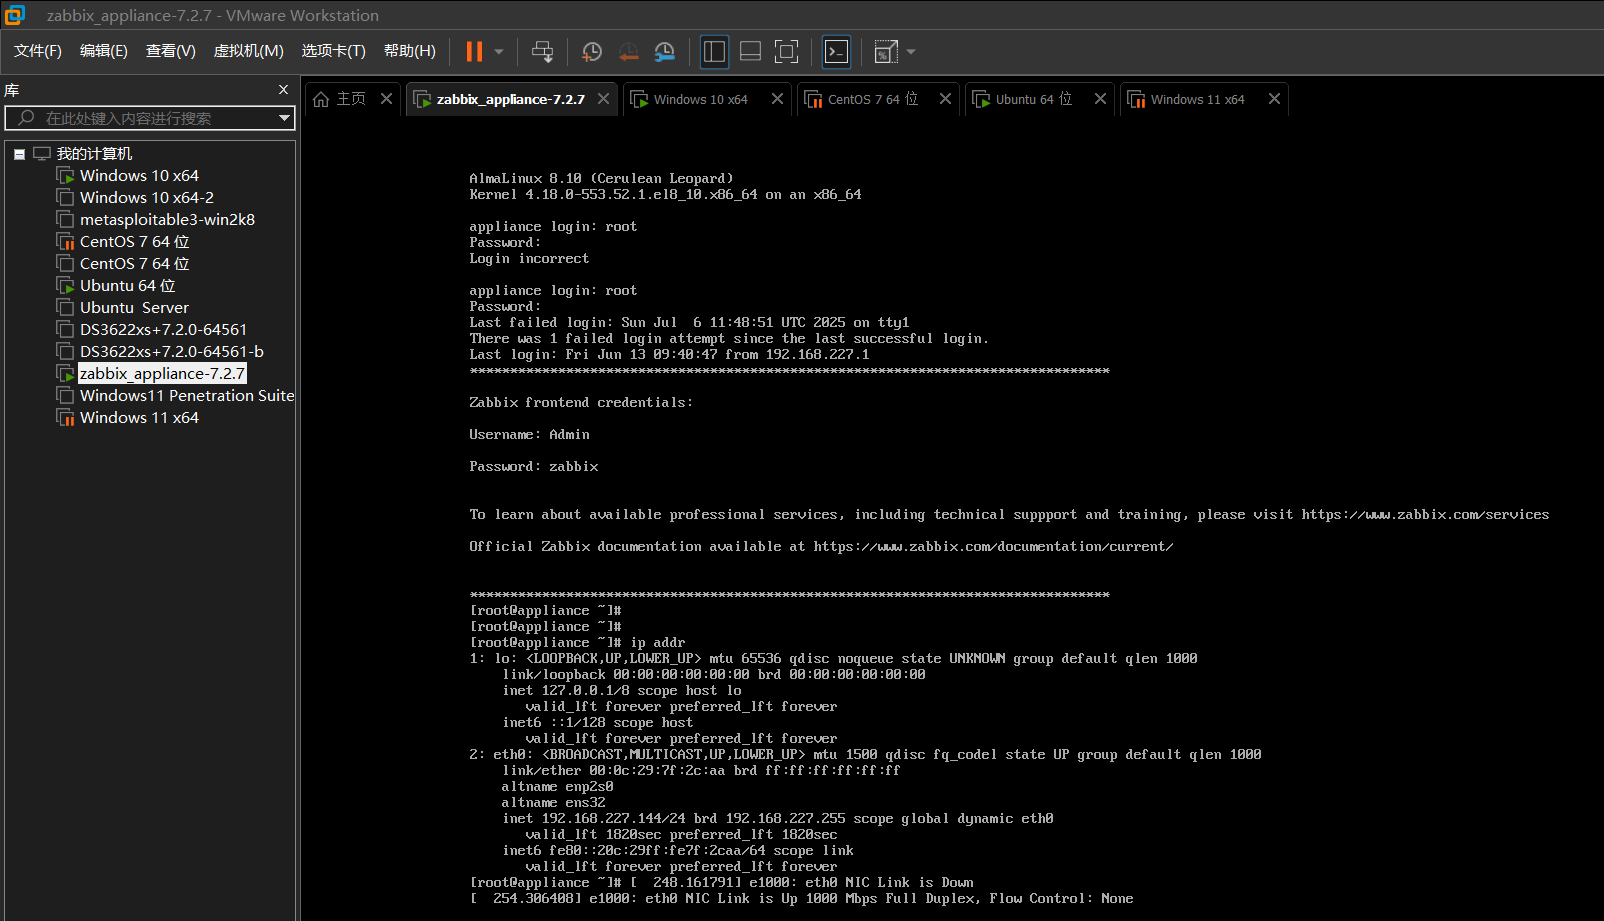 zabbix_appliance-7.2.7 - VMware Workstation
文件(F) 编辑(E) 查看(V) 虚拟机(M) 选项卡(T) 帮助(H)
库
在此处键入内容进行搜索
我的计算机
Windows 10 x64
Windows 10 x64-2
metasploitable3-win2k8
CentOS 7 64 位
CentOS 7 64 位
Ubuntu 64 位
Ubuntu  Server
DS3622xs+7.2.0-64561
DS3622xs+7.2.0-64561-b
zabbix_appliance-7.2.7
Windows11 Penetration Suite
Windows 11 x64
主页 zabbix_appliance-7.2.7 Windows 10 x64 CentOS 7 64 位 Ubuntu 64 位 Windows 11 x64
AlmaLinux 8.10 (Cerulean Leopard)
Kernel 4.18.0-553.52.1.el8_10.x86_64 on an x86_64
appliance login: root
Password:
Login incorrect
appliance login: root
Password:
Last failed login: Sun Jul  6 11:48:51 UTC 2025 on tty1
There was 1 failed login attempt since the last successful login.
Last login: Fri Jun 13 09:40:47 from 192.168.227.1
********************************************************************************
Zabbix frontend credentials:
Username: Admin
Password: zabbix
To learn about available professional services, including technical suppport and training, please visit https://www.zabbix.com/services
Official Zabbix documentation available at https://www.zabbix.com/documentation/current/
********************************************************************************
[root@appliance ~]#
[root@appliance ~]#
[root@appliance ~]# ip addr
1: lo: <LOOPBACK,UP,LOWER_UP> mtu 65536 qdisc noqueue state UNKNOWN group default qlen 1000
link/loopback 00:00:00:00:00:00 brd 00:00:00:00:00:00
inet 127.0.0.1/8 scope host lo
valid_lft forever preferred_lft forever
inet6 ::1/128 scope host
valid_lft forever preferred_lft forever
2: eth0: <BROADCAST,MULTICAST,UP,LOWER_UP> mtu 1500 qdisc fq_codel state UP group default qlen 1000
link/ether 00:0c:29:7f:2c:aa brd ff:ff:ff:ff:ff:ff
altname enp2s0
altname ens32
inet 192.168.227.144/24 brd 192.168.227.255 scope global dynamic eth0
valid_lft 1820sec preferred_lft 1820sec
inet6 fe80::20c:29ff:fe7f:2caa/64 scope link
valid_lft forever preferred_lft forever
[root@appliance ~]# [  248.161791] e1000: eth0 NIC Link is Down
[  254.306408] e1000: eth0 NIC Link is Up 1000 Mbps Full Duplex, Flow Control: None